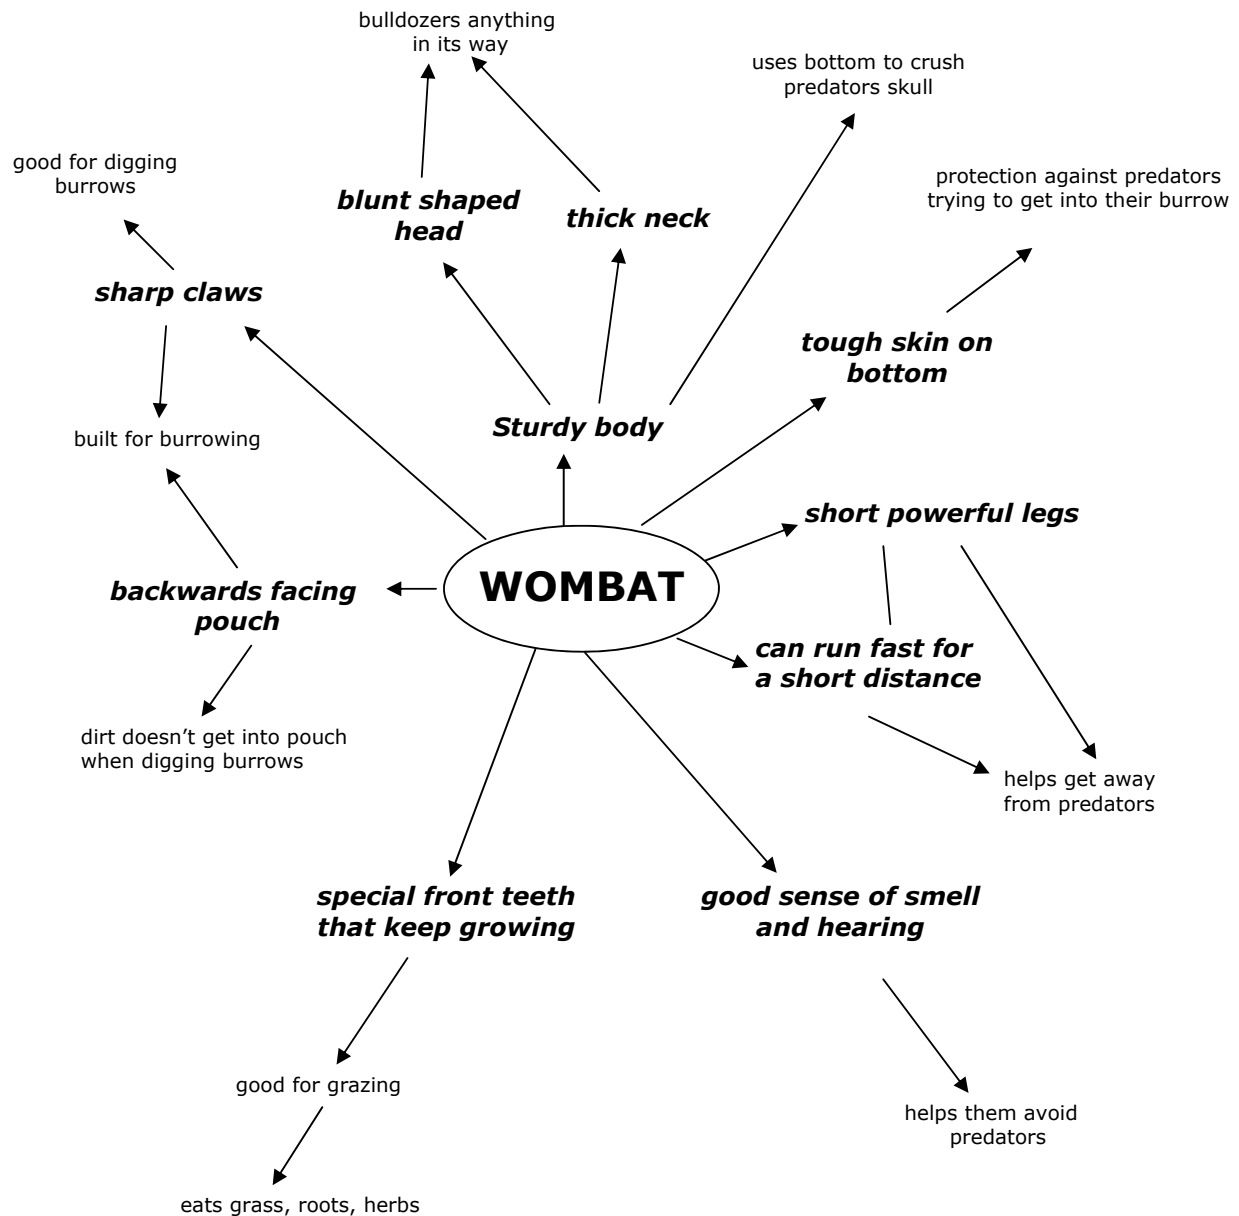 bulldozers anything
in its way
uses bottom to crush
predators skull
good for digging
burrows
protection against predators
trying to get into their burrow
blunt shaped
head
thick neck
sharp claws
tough skin on
bottom
Sturdy body
built for burrowing
short powerful legs
WOMBAT
backwards facing
pouch
can run fast for
a short distance
dirt doesn’t get into pouch
when digging burrows
helps get away
from predators
special front teeth
that keep growing
good sense of smell
and hearing
good for grazing
helps them avoid
predators
eats grass, roots, herbs